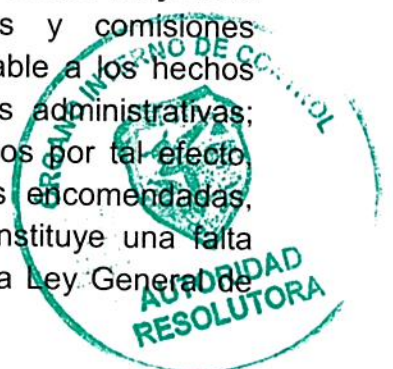 s y comisiones
able a los hechos
s administrativas;
os por tal efecto,
s encomendadas,
nstituye una falta
a Ley General de
ÓRGANO INTERNO DE CONTROL
AUTORIDAD
RESOLUTORA